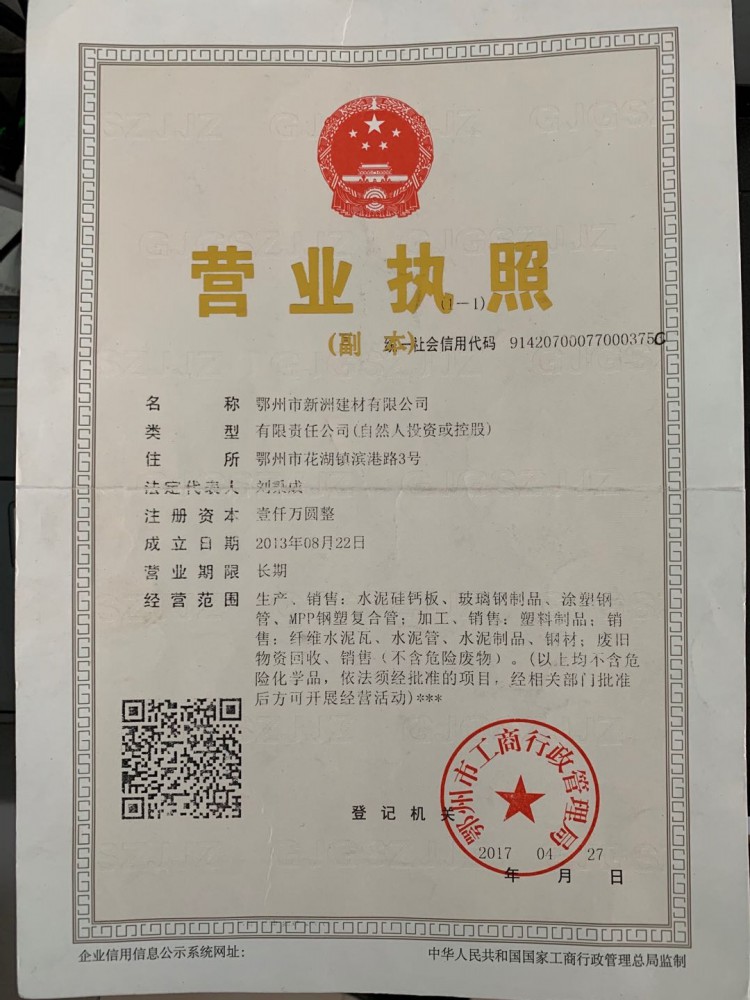 营业执照
(1-1)
(副 本)
统一社会信用代码 91420700077000375C
名 称 鄂州市新洲建材有限公司
类 型 有限责任公司(自然人投资或控股)
住 所 鄂州市花湖镇滨港路3号
法定代表人 刘秉成
注册资本 壹仟万圆整
成立日期 2013年08月22日
营业期限 长期
经营范围 生产、销售：水泥硅钙板、玻璃钢制品、涂塑钢
管、MPP钢塑复合管；加工、销售：塑料制品；销
售：纤维水泥瓦、水泥管、水泥制品、钢材；废旧
物资回收、销售（不含危险废物）。(以上均不含危
险化学品，依法须经批准的项目，经相关部门批准
后方可开展经营活动)***
鄂州市工商行政管理局
登记机关
2017 04 27
年 月 日
企业信用信息公示系统网址：
中华人民共和国国家工商行政管理总局监制